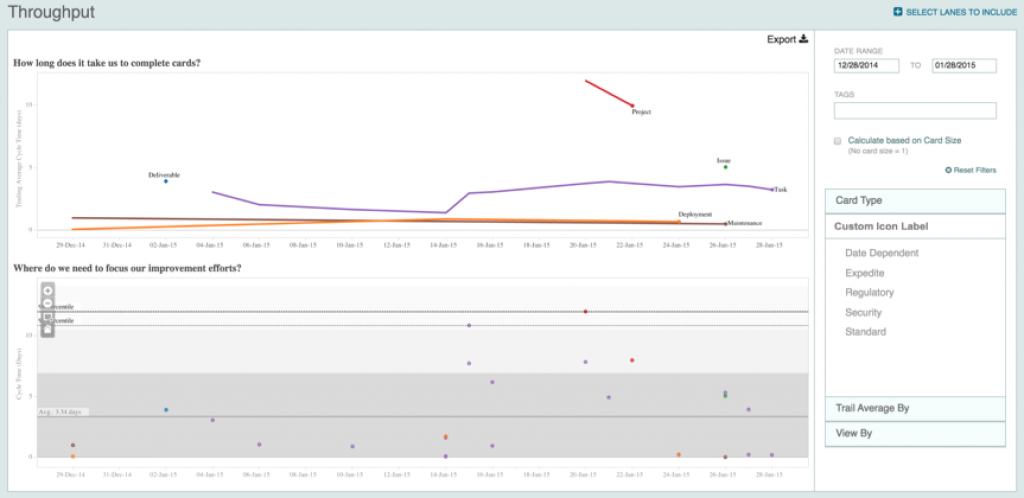 Throughput
SELECT LANES TO INCLUDE
Export
How long does it take us to complete cards?
Trailing Average Cycle Time (days)
10
5
0
Deliverable
Project
Issue
Task
Deployment
Maintenance
29-Dec-14 31-Dec-14 02-Jan-15 04-Jan-15 06-Jan-15 08-Jan-15 10-Jan-15 12-Jan-15 14-Jan-15 16-Jan-15 18-Jan-15 20-Jan-15 22-Jan-15 24-Jan-15 26-Jan-15 28-Jan-15
Where do we need to focus our improvement efforts?
Cycle Time (Days)
10
5
0
Avg : 3.34 days
29-Dec-14 31-Dec-14 02-Jan-15 04-Jan-15 06-Jan-15 08-Jan-15 10-Jan-15 12-Jan-15 14-Jan-15 16-Jan-15 18-Jan-15 20-Jan-15 22-Jan-15 24-Jan-15 26-Jan-15 28-Jan-15
DATE RANGE
12/28/2014 TO 01/28/2015
TAGS
Calculate based on Card Size
(No card size = 1)
Reset Filters
Card Type
Custom Icon Label
Date Dependent
Expedite
Regulatory
Security
Standard
Trail Average By
View By